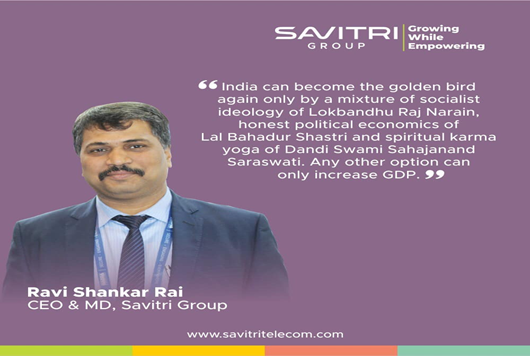 SAVITRI
GROUP
Growing
While
Empowering
“India can become the golden bird
again only by a mixture of socialist
ideology of Lokbandhu Raj Narain,
honest political economics of
Lal Bahadur Shastri and spiritual karma
yoga of Dandi Swami Sahajanand
Saraswati. Any other option can
only increase GDP.”
Ravi Shankar Rai
CEO & MD, Savitri Group
www.savitritelecom.com